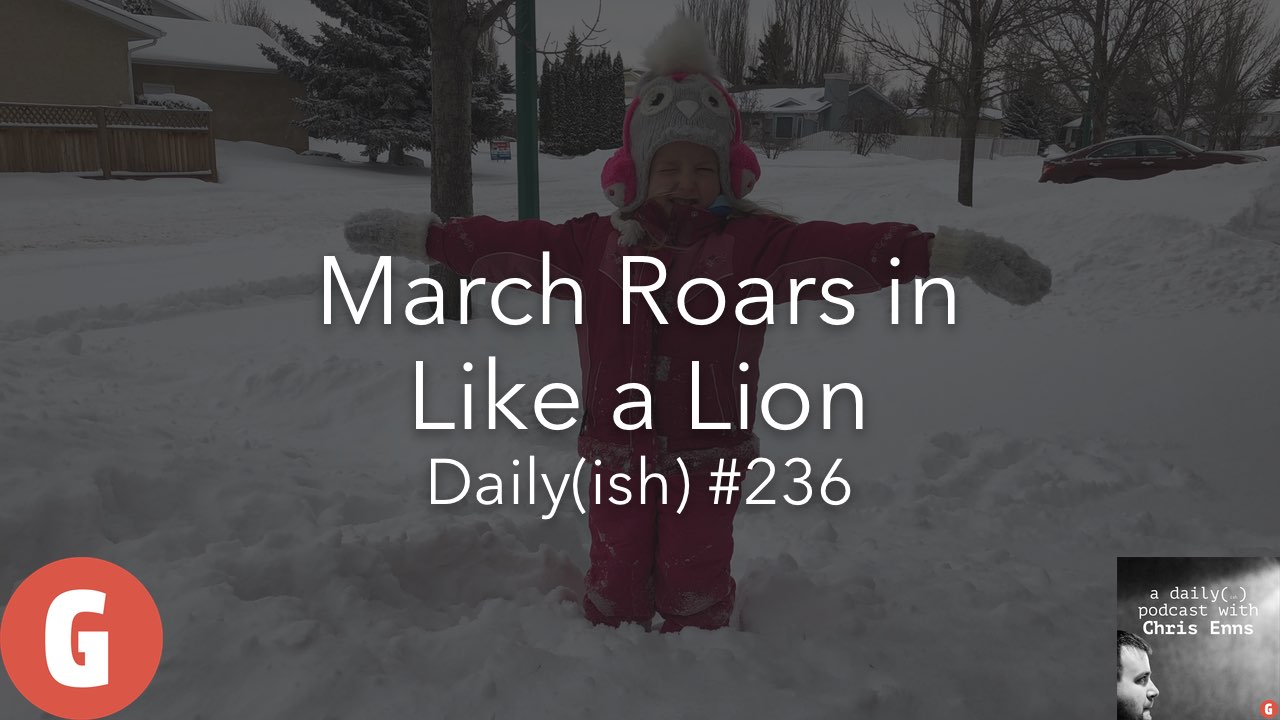 March Roars in
Like a Lion
Daily(ish) #236
G
a daily(…)
podcast with
Chris Enns
G